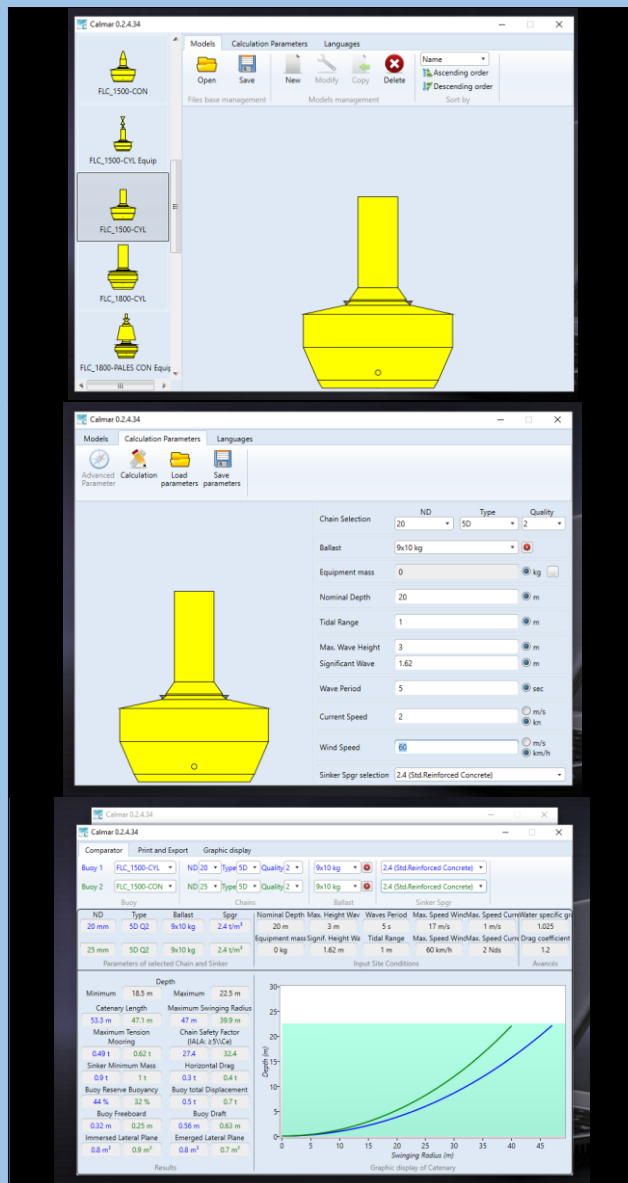 Calmar 0.2.4.34
Models Calculation Parameters Languages
Open Save New Modify Copy Delete
Name
Ascending order
Descending order
Files base management Models management Sort by
FLC_1500-CON
FLC_1500-CYL Equip
FLC_1500-CYL
FLC_1800-CYL
FLC_1800-PALES CON Equip
Calmar 0.2.4.34
Models Calculation Parameters Languages
Advanced Parameter Calculation Load parameters Save parameters
ND Type Quality
Chain Selection 20 5D 2
Ballast 9x10 kg
Equipment mass 0 kg ...
Nominal Depth 20 m
Tidal Range 1 m
Max. Wave Height 3 m
Significant Wave 1.62 m
Wave Period 5 sec
Current Speed 2 m/s kn
Wind Speed 60 m/s km/h
Sinker Spgr selection 2.4 (Std.Reinforced Concrete)
Calmar 0.2.4.34
Calmar 0.2.4.34
Comparator Print and Export Graphic display
Buoy 1 FLC_1500-CYL ND 20 Type 5D Quality 2 9x10 kg 2.4 (Std.Reinforced Concrete)
Buoy 2 FLC_1500-CON ND 25 Type 5D Quality 2 9x10 kg 2.4 (Std.Reinforced Concrete)
Buoy Chains Ballast Sinker Spgr
ND Type Ballast Spgr Nominal Depth Max. Height Wav Waves Period Max. Speed Wind Max. Speed Curre Water specific gra
20 mm 5D Q2 9x10 kg 2.4 t/m³ 20 m 3 m 5 s 17 m/s 1 m/s 1.025
Equipment mass Signif. Height Wa Tidal Range Max. Speed Wind Max. Speed Curre Drag coefficient
25 mm 5D Q2 9x10 kg 2.4 t/m³ 0 kg 1.62 m 1 m 60 km/h 2 Nds 1.2
Parameters of selected Chain and Sinker Input Site Conditions Avancés
Depth
Minimum 18.5 m Maximum 22.5 m
Catenary Length Maximum Swinging Radius
53.3 m 47.1 m 47 m 39.9 m
Maximum Tension Mooring Chain Safety Factor (IALA: ≥5\\Ce)
0.49 t 0.62 t 27.4 32.4
Sinker Minimum Mass Horizontal Drag
0.9 t 1 t 0.3 t 0.4 t
Buoy Reserve Buoyancy Buoy total Displacement
44 % 32 % 0.5 t 0.7 t
Buoy Freeboard Buoy Draft
0.32 m 0.25 m 0.56 m 0.63 m
Immersed Lateral Plane Emerged Lateral Plane
0.8 m² 0.9 m² 0.8 m² 0.7 m²
Results
Depth (m)
30
25
20
15
10
5
0
0 5 10 15 20 25 30 35 40 45
Swinging Radius (m)
Graphic display of Catenary